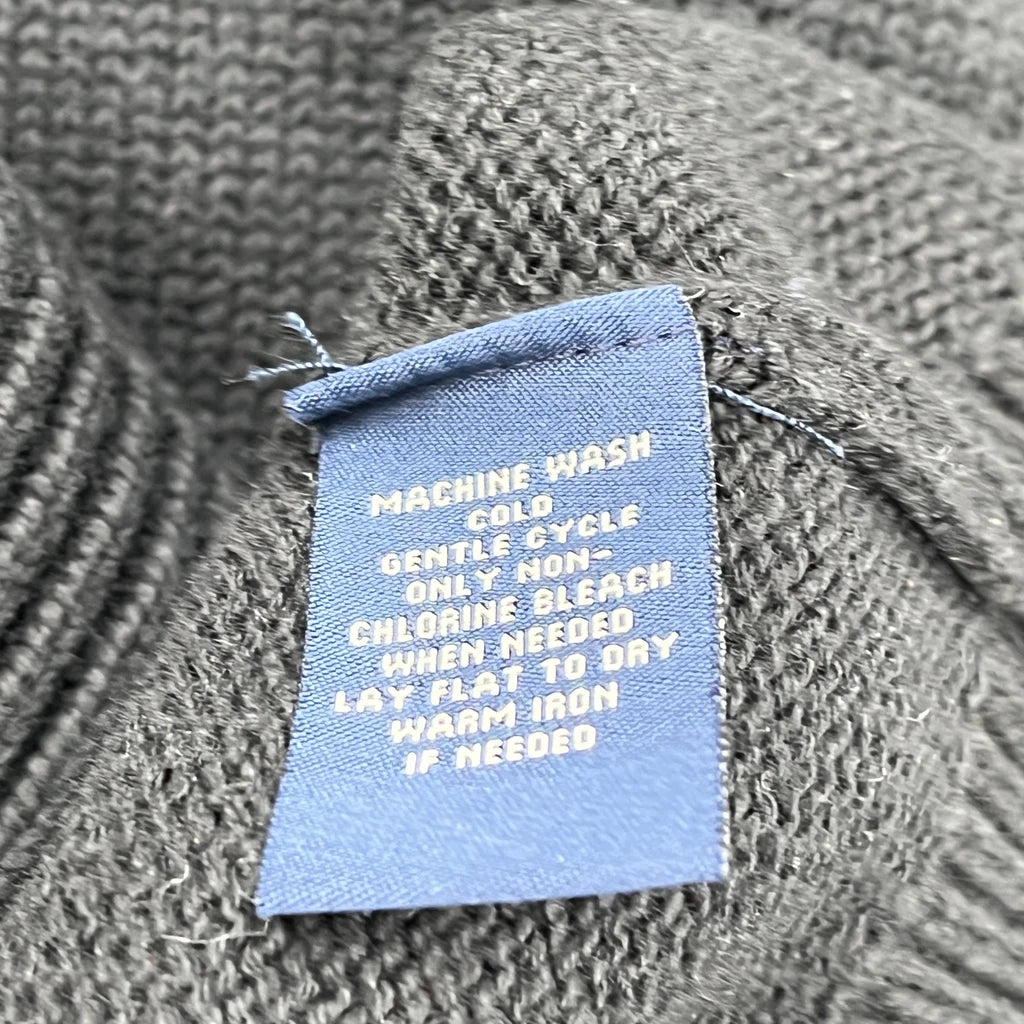 MACHINE WASH
COLD
GENTLE CYCLE
ONLY NON-
CHLORINE BLEACH
WHEN NEEDED
LAY FLAT TO DRY
WARM IRON
IF NEEDED